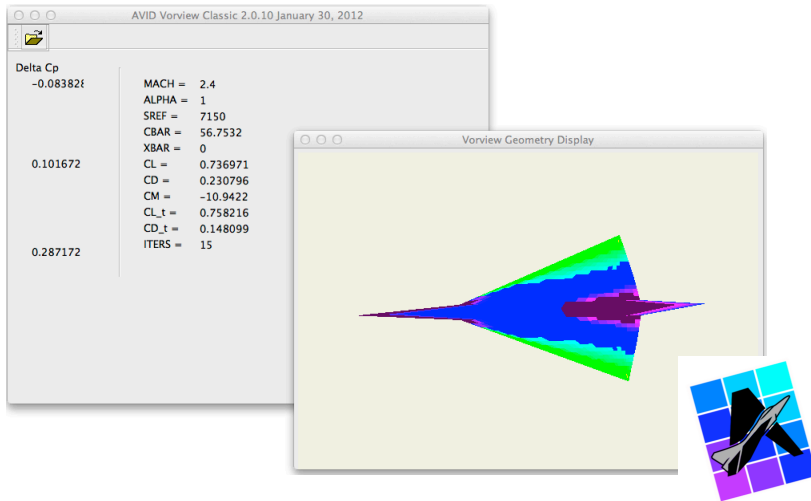 AVID Vorview Classic 2.0.10 January 30, 2012
Delta Cp
-0.083828
0.101672
0.287172
MACH = 2.4
ALPHA = 1
SREF = 7150
CBAR = 56.7532
XBAR = 0
CL = 0.736971
CD = 0.230796
CM = -10.9422
CL_t = 0.758216
CD_t = 0.148099
ITERS = 15
Vorview Geometry Display